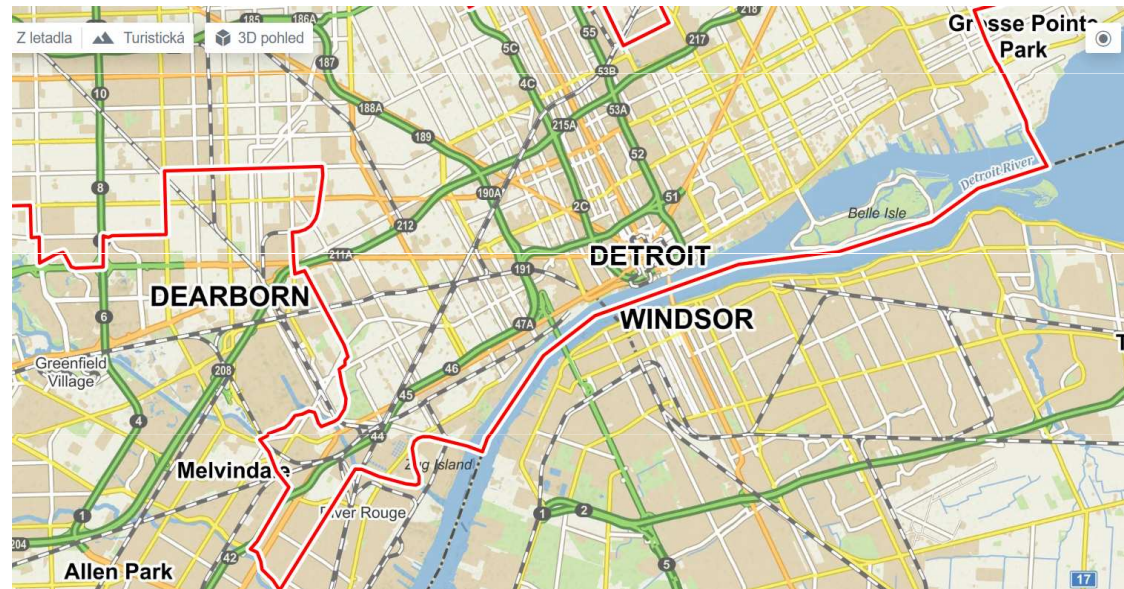 185
186A
218
Z letadla
Turistická
3D pohled
5C
55
217
Grosse Pointe
Park
187
53B
10
4C
188A
215A
53A
189
52
8
190A
51
2C
212
Detroit River
Belle Isle
211A
DETROIT
191
DEARBORN
WINDSOR
6
47A
Greenfield
Village
208
46
45
4
44
Melvindale
Zug Island
River Rouge
1
1
2
204
42
5
Allen Park
17